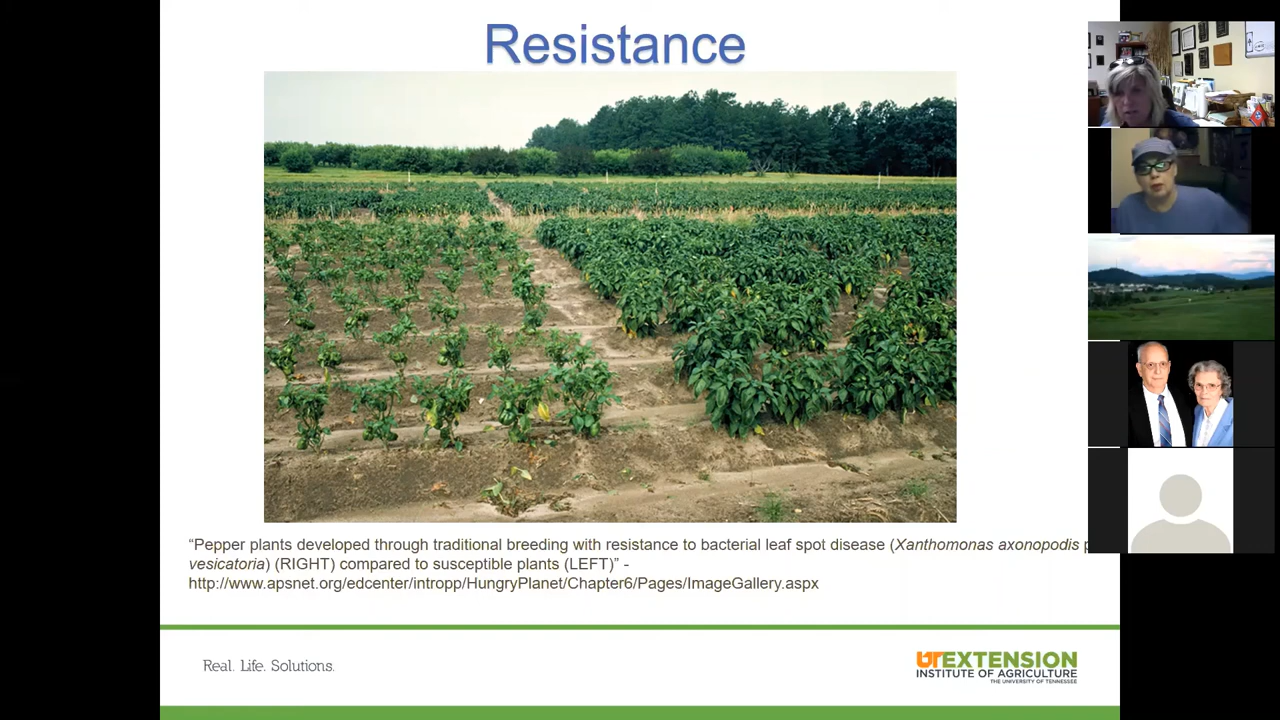 Resistance
“Pepper plants developed through traditional breeding with resistance to bacterial leaf spot disease (Xanthomonas axonopodis p
vesicatoria) (RIGHT) compared to susceptible plants (LEFT)” -
http://www.apsnet.org/edcenter/intropp/HungryPlanet/Chapter6/Pages/ImageGallery.aspx
Real. Life. Solutions.
UT EXTENSION
INSTITUTE OF AGRICULTURE
THE UNIVERSITY OF TENNESSEE